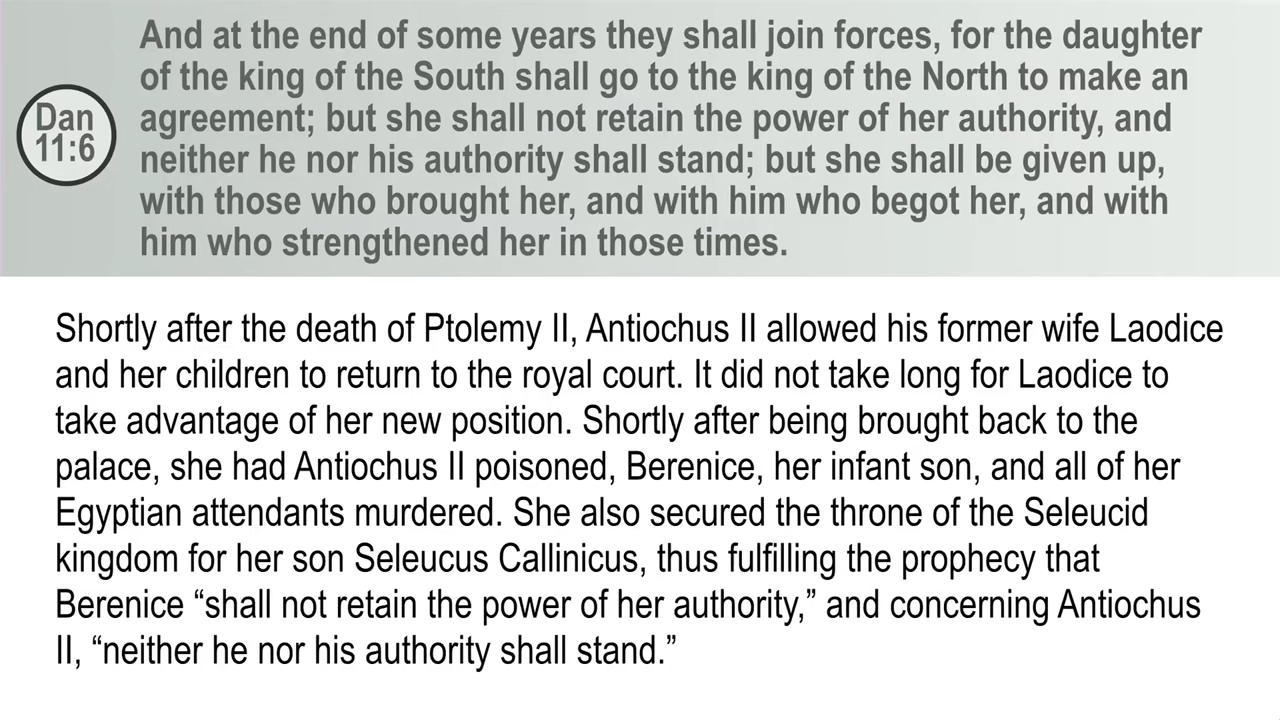 Dan
11:6
And at the end of some years they shall join forces, for the daughter
of the king of the South shall go to the king of the North to make an
agreement; but she shall not retain the power of her authority, and
neither he nor his authority shall stand; but she shall be given up,
with those who brought her, and with him who begot her, and with
him who strengthened her in those times.
Shortly after the death of Ptolemy II, Antiochus II allowed his former wife Laodice
and her children to return to the royal court. It did not take long for Laodice to
take advantage of her new position. Shortly after being brought back to the
palace, she had Antiochus II poisoned, Berenice, her infant son, and all of her
Egyptian attendants murdered. She also secured the throne of the Seleucid
kingdom for her son Seleucus Callinicus, thus fulfilling the prophecy that
Berenice “shall not retain the power of her authority,” and concerning Antiochus
II, “neither he nor his authority shall stand.”